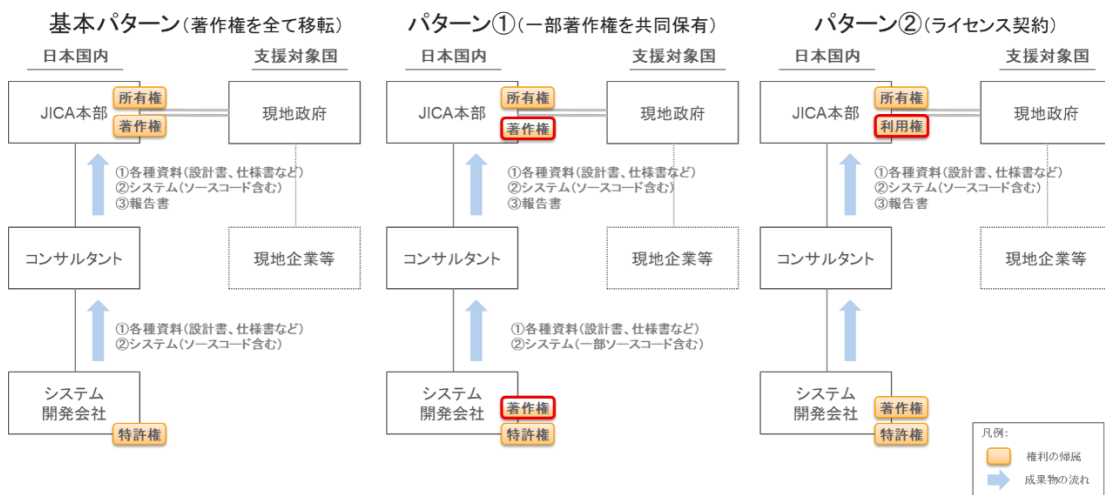 基本パターン(著作権を全て移転)
日本国内
支援対象国
JICA本部
所有権
著作権
現地政府
①各種資料(設計書、仕様書など)
②システム(ソースコード含む)
③報告書
コンサルタント
現地企業等
①各種資料(設計書、仕様書など)
②システム(ソースコード含む)
システム
開発会社
特許権
パターン①(一部著作権を共同保有)
日本国内
支援対象国
JICA本部
所有権
著作権
現地政府
①各種資料(設計書、仕様書など)
②システム(ソースコード含む)
③報告書
コンサルタント
現地企業等
①各種資料(設計書、仕様書など)
②システム(一部ソースコード含む)
システム
開発会社
著作権
特許権
パターン②(ライセンス契約)
日本国内
支援対象国
JICA本部
所有権
利用権
現地政府
①各種資料(設計書、仕様書など)
②システム(ソースコード含む)
③報告書
コンサルタント
現地企業等
システム
開発会社
著作権
特許権
凡例:
権利の帰属
成果物の流れ